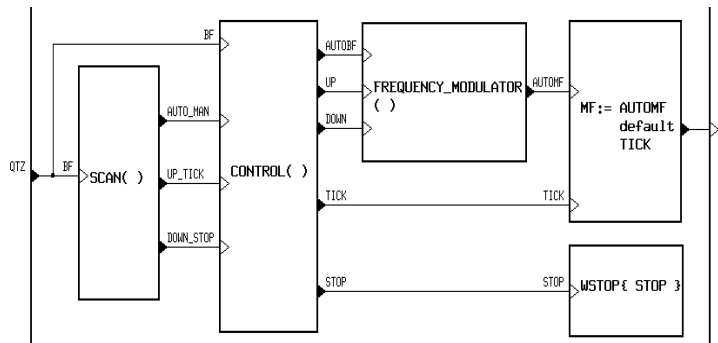 BF
AUTOBF
UP
FREQUENCY_MODULATOR
( )
AUTOMF
MF:= AUTOMF
default
TICK
DOWN
AUTO_MAN
QTZ
BF
SCAN( )
UP_TICK
CONTROL( )
TICK
TICK
DOWN_STOP
STOP
STOP
WSTOP{ STOP }